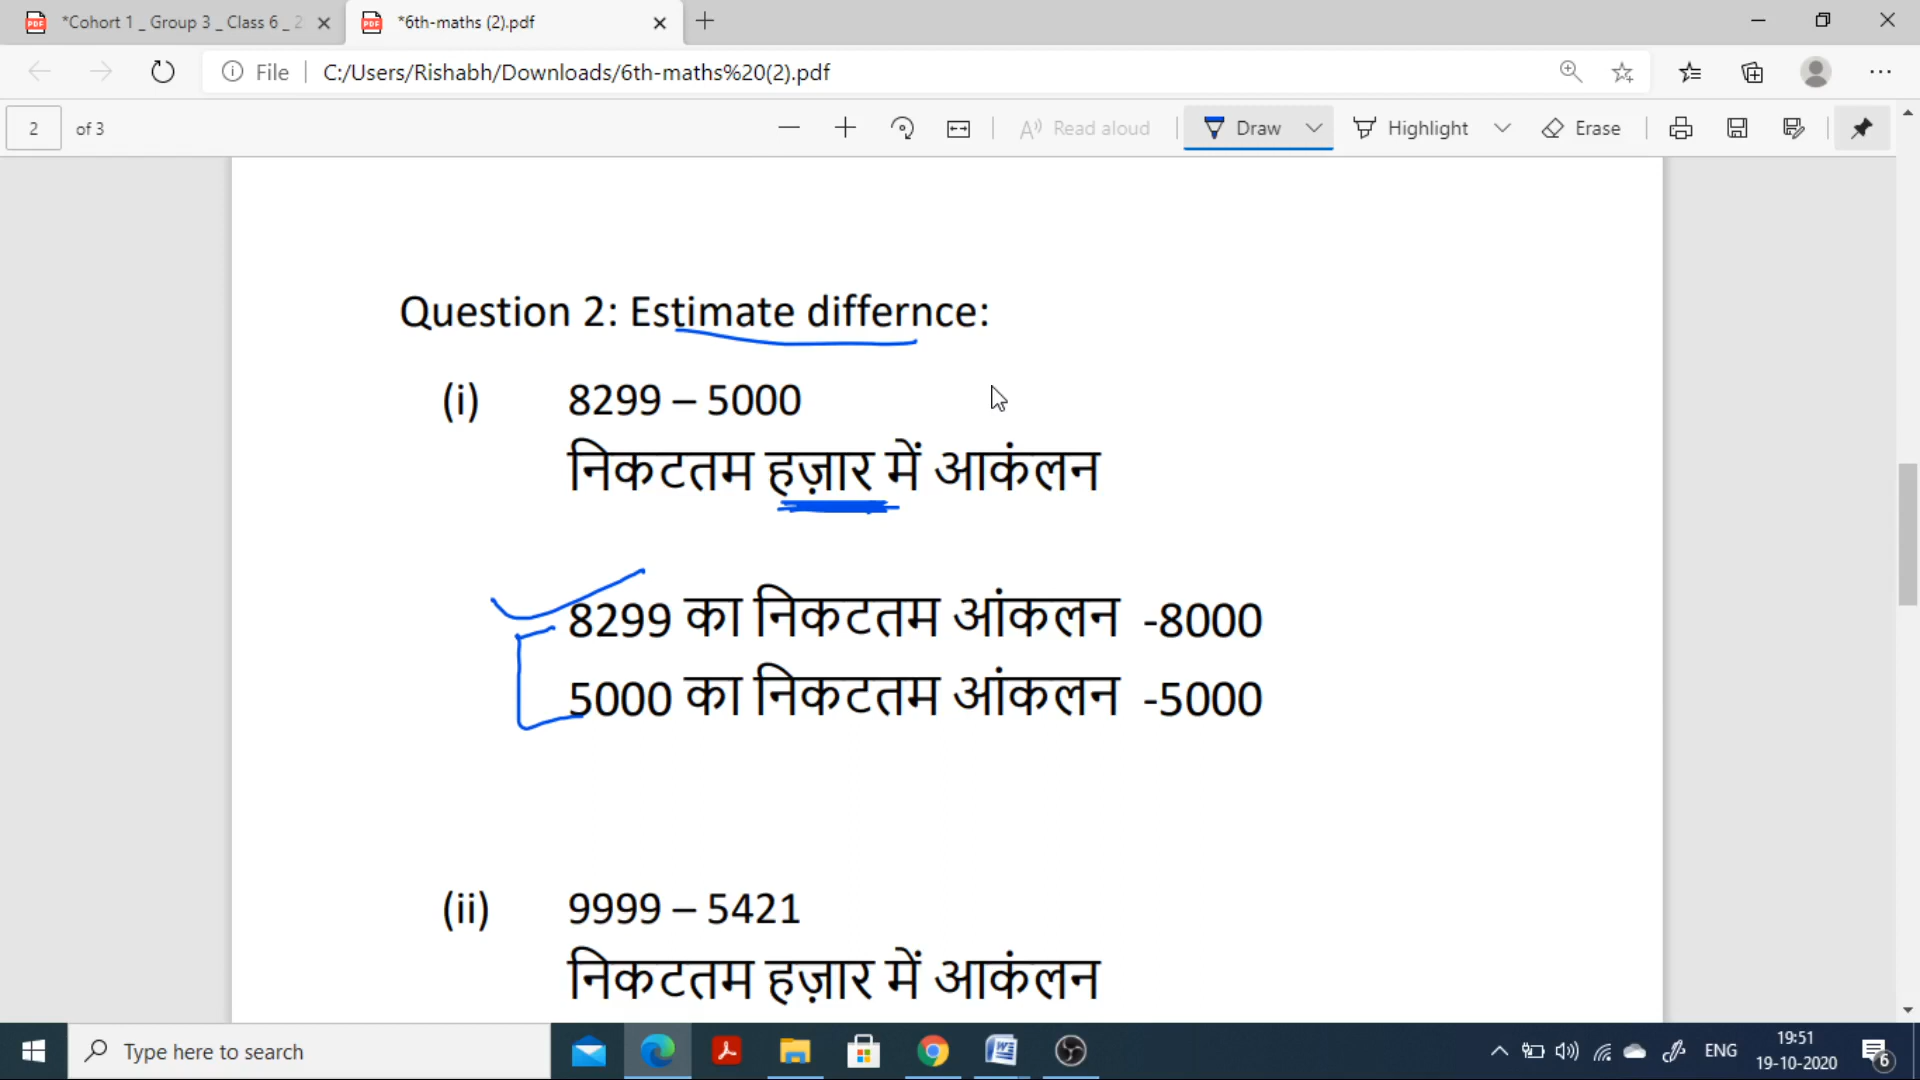 *Cohort 1 _ Group 3 _ Class 6 _ 2
*6th-maths (2).pdf
File
C:/Users/Rishabh/Downloads/6th-maths%20(2).pdf
2 of 3
Read aloud
Draw
Highlight
Erase
Question 2: Estimate differnce:
(i) 8299 – 5000
निकटतम हज़ार में आकंलन
8299 का निकटतम आंकलन -8000
5000 का निकटतम आंकलन -5000
(ii) 9999 – 5421
निकटतम हज़ार में आकंलन
Type here to search
ENG
19:51
19-10-2020
6